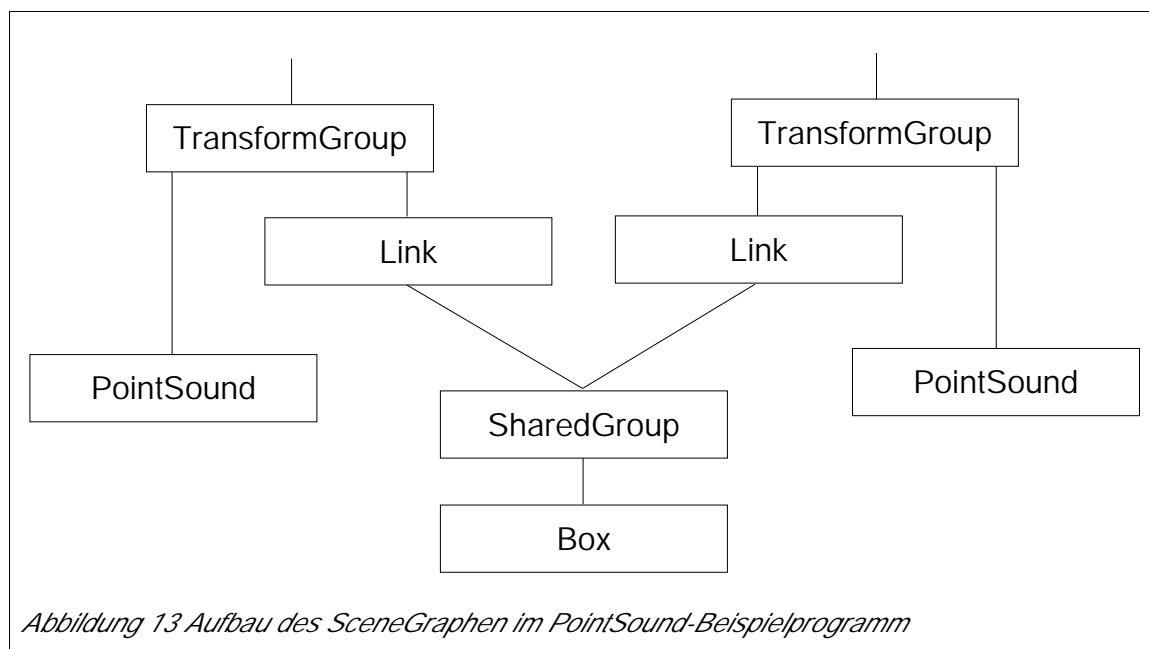 TransformGroup
TransformGroup
Link
Link
PointSound
PointSound
SharedGroup
Box
Abbildung 13 Aufbau des SceneGraphen im PointSound-Beispielprogramm